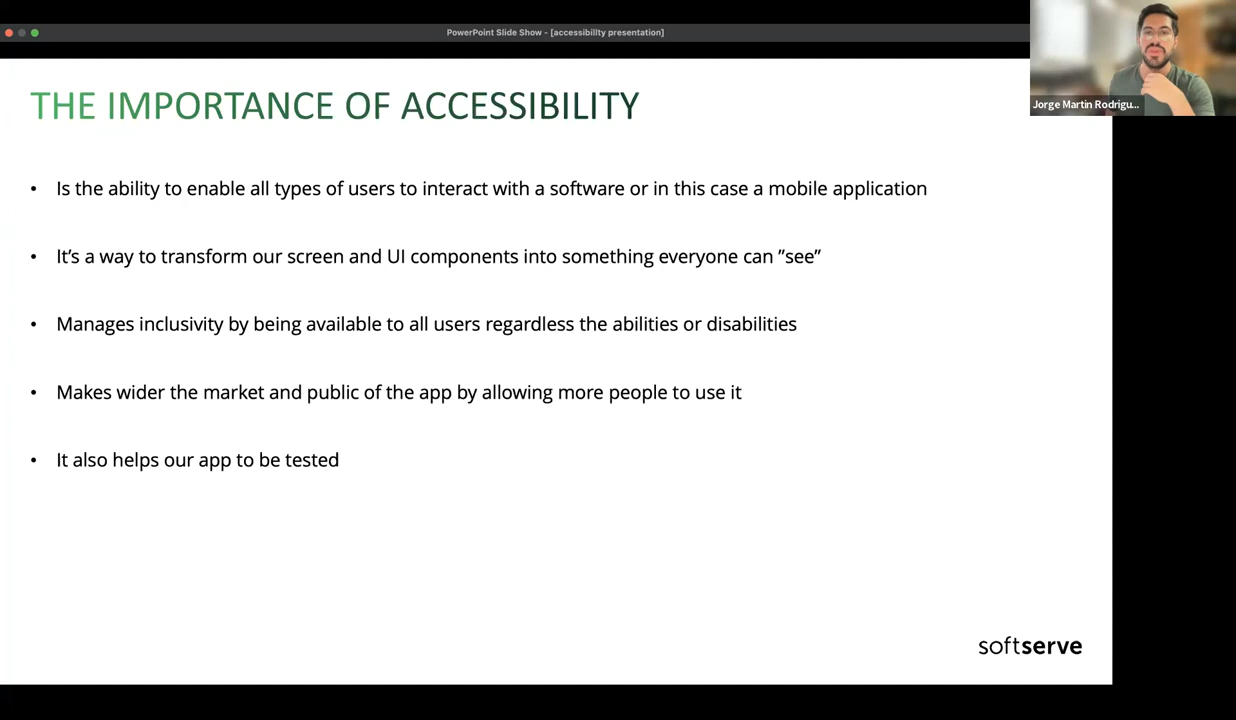 PowerPoint Slide Show - [accessibility presentation]
Jorge Martin Rodrigu...
THE IMPORTANCE OF ACCESSIBILITY
• Is the ability to enable all types of users to interact with a software or in this case a mobile application
• It's a way to transform our screen and UI components into something everyone can ”see”
• Manages inclusivity by being available to all users regardless the abilities or disabilities
• Makes wider the market and public of the app by allowing more people to use it
• It also helps our app to be tested
softserve